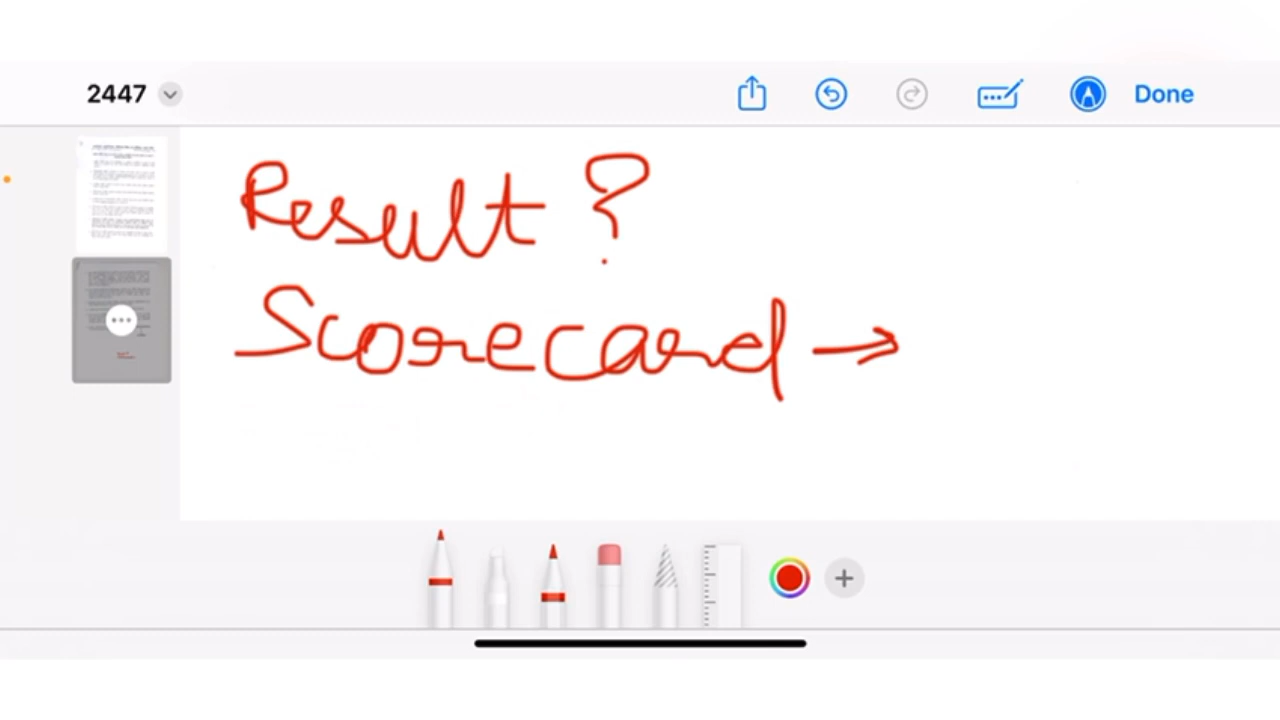 2447
Done
Result ?
Scorecard →